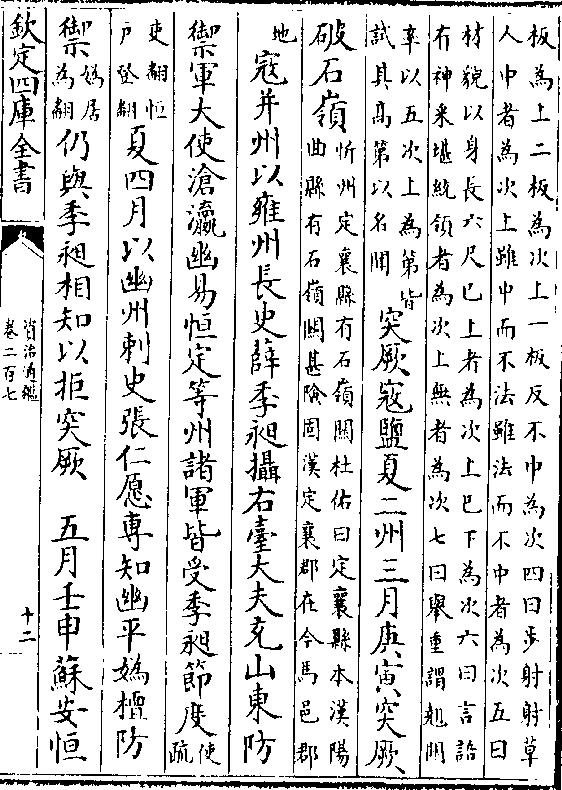 板為上二板為次上一板反不中為次四曰步射射草
人中者為次上雖中而不法雖法而不中者為次五曰
材貌以身長六尺已上者為次上已下為次六曰言語
有神采堪統領者為次上無者為次七曰舉重謂翹關
率以五次上為第皆
試其高第以名聞
突厥寇鹽夏二州三月庚寅突厥
破石嶺
忻州定襄縣有石嶺關杜佑曰定襄縣本漢陽
曲縣有石嶺關甚險固漢定襄郡在今馬邑郡
地
寇并州以雍州長史薛季昶攝右臺大夫充山東防
禦軍大使滄瀛幽易恒定等州諸軍皆受季昶節度
使
疏
吏翻恒
户登翻
夏四月以幽州刺史張仁愿專知幽平媯檀防
禦
媯居
為翻
仍與季昶相知以拒突厥 五月壬申蘇安恒
欽定四庫全書
資治通鑑
卷二百七
十二